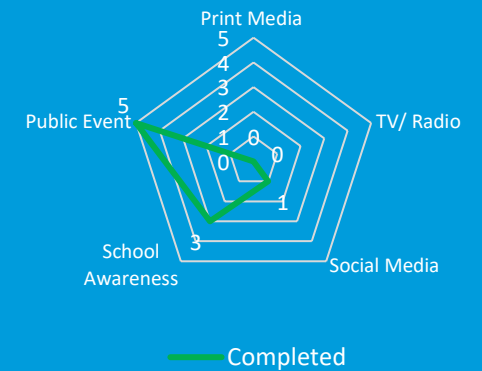 Print Media
5
4
3
2
1
0
0
0
TV/ Radio
5
Public Event
1
3
School
Awareness
Social Media
Completed